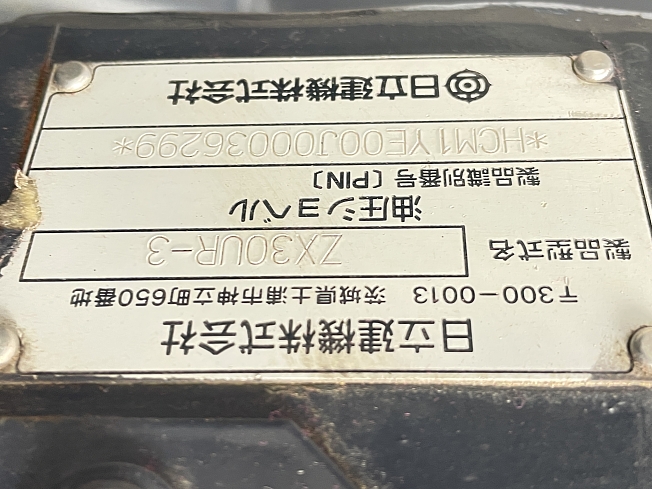 日立建機株式会社
〒300-0013 茨城県土浦市神立町650番地
製品型式名 ZX30UR-3
油圧ショベル
製品識別番号〔PIN〕
*HCM1YE00J00036299*
日立建機株式会社